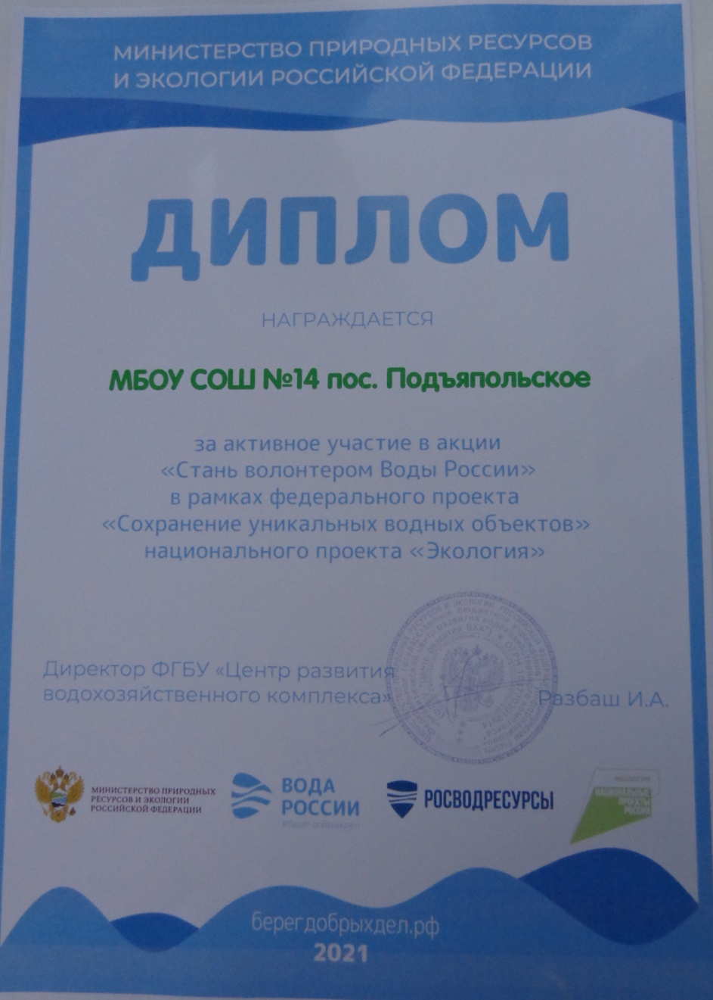 МИНИСТЕРСТВО ПРИРОДНЫХ РЕСУРСОВ
И ЭКОЛОГИИ РОССИЙСКОЙ ФЕДЕРАЦИИ
ДИПЛОМ
НАГРАЖДАЕТСЯ
МБОУ СОШ №14 пос. Подъяпольское
за активное участие в акции
«Стань волонтером Воды России»
в рамках федерального проекта
«Сохранение уникальных водных объектов»
национального проекта «Экология»
Директор ФГБУ «Центр развития
водохозяйственного комплекса»
Разбаш И.А.
МИНИСТЕРСТВО ПРИРОДНЫХ
РЕСУРСОВ И ЭКОЛОГИИ
РОССИЙСКОЙ ФЕДЕРАЦИИ
ВОДА
РОССИИ
#берегдобрыхдел
РОСВОДРЕСУРСЫ
НАЦИОНАЛЬНЫЕ
ПРОЕКТЫ
РОССИИ
берегдобрыхдел.рф
2021